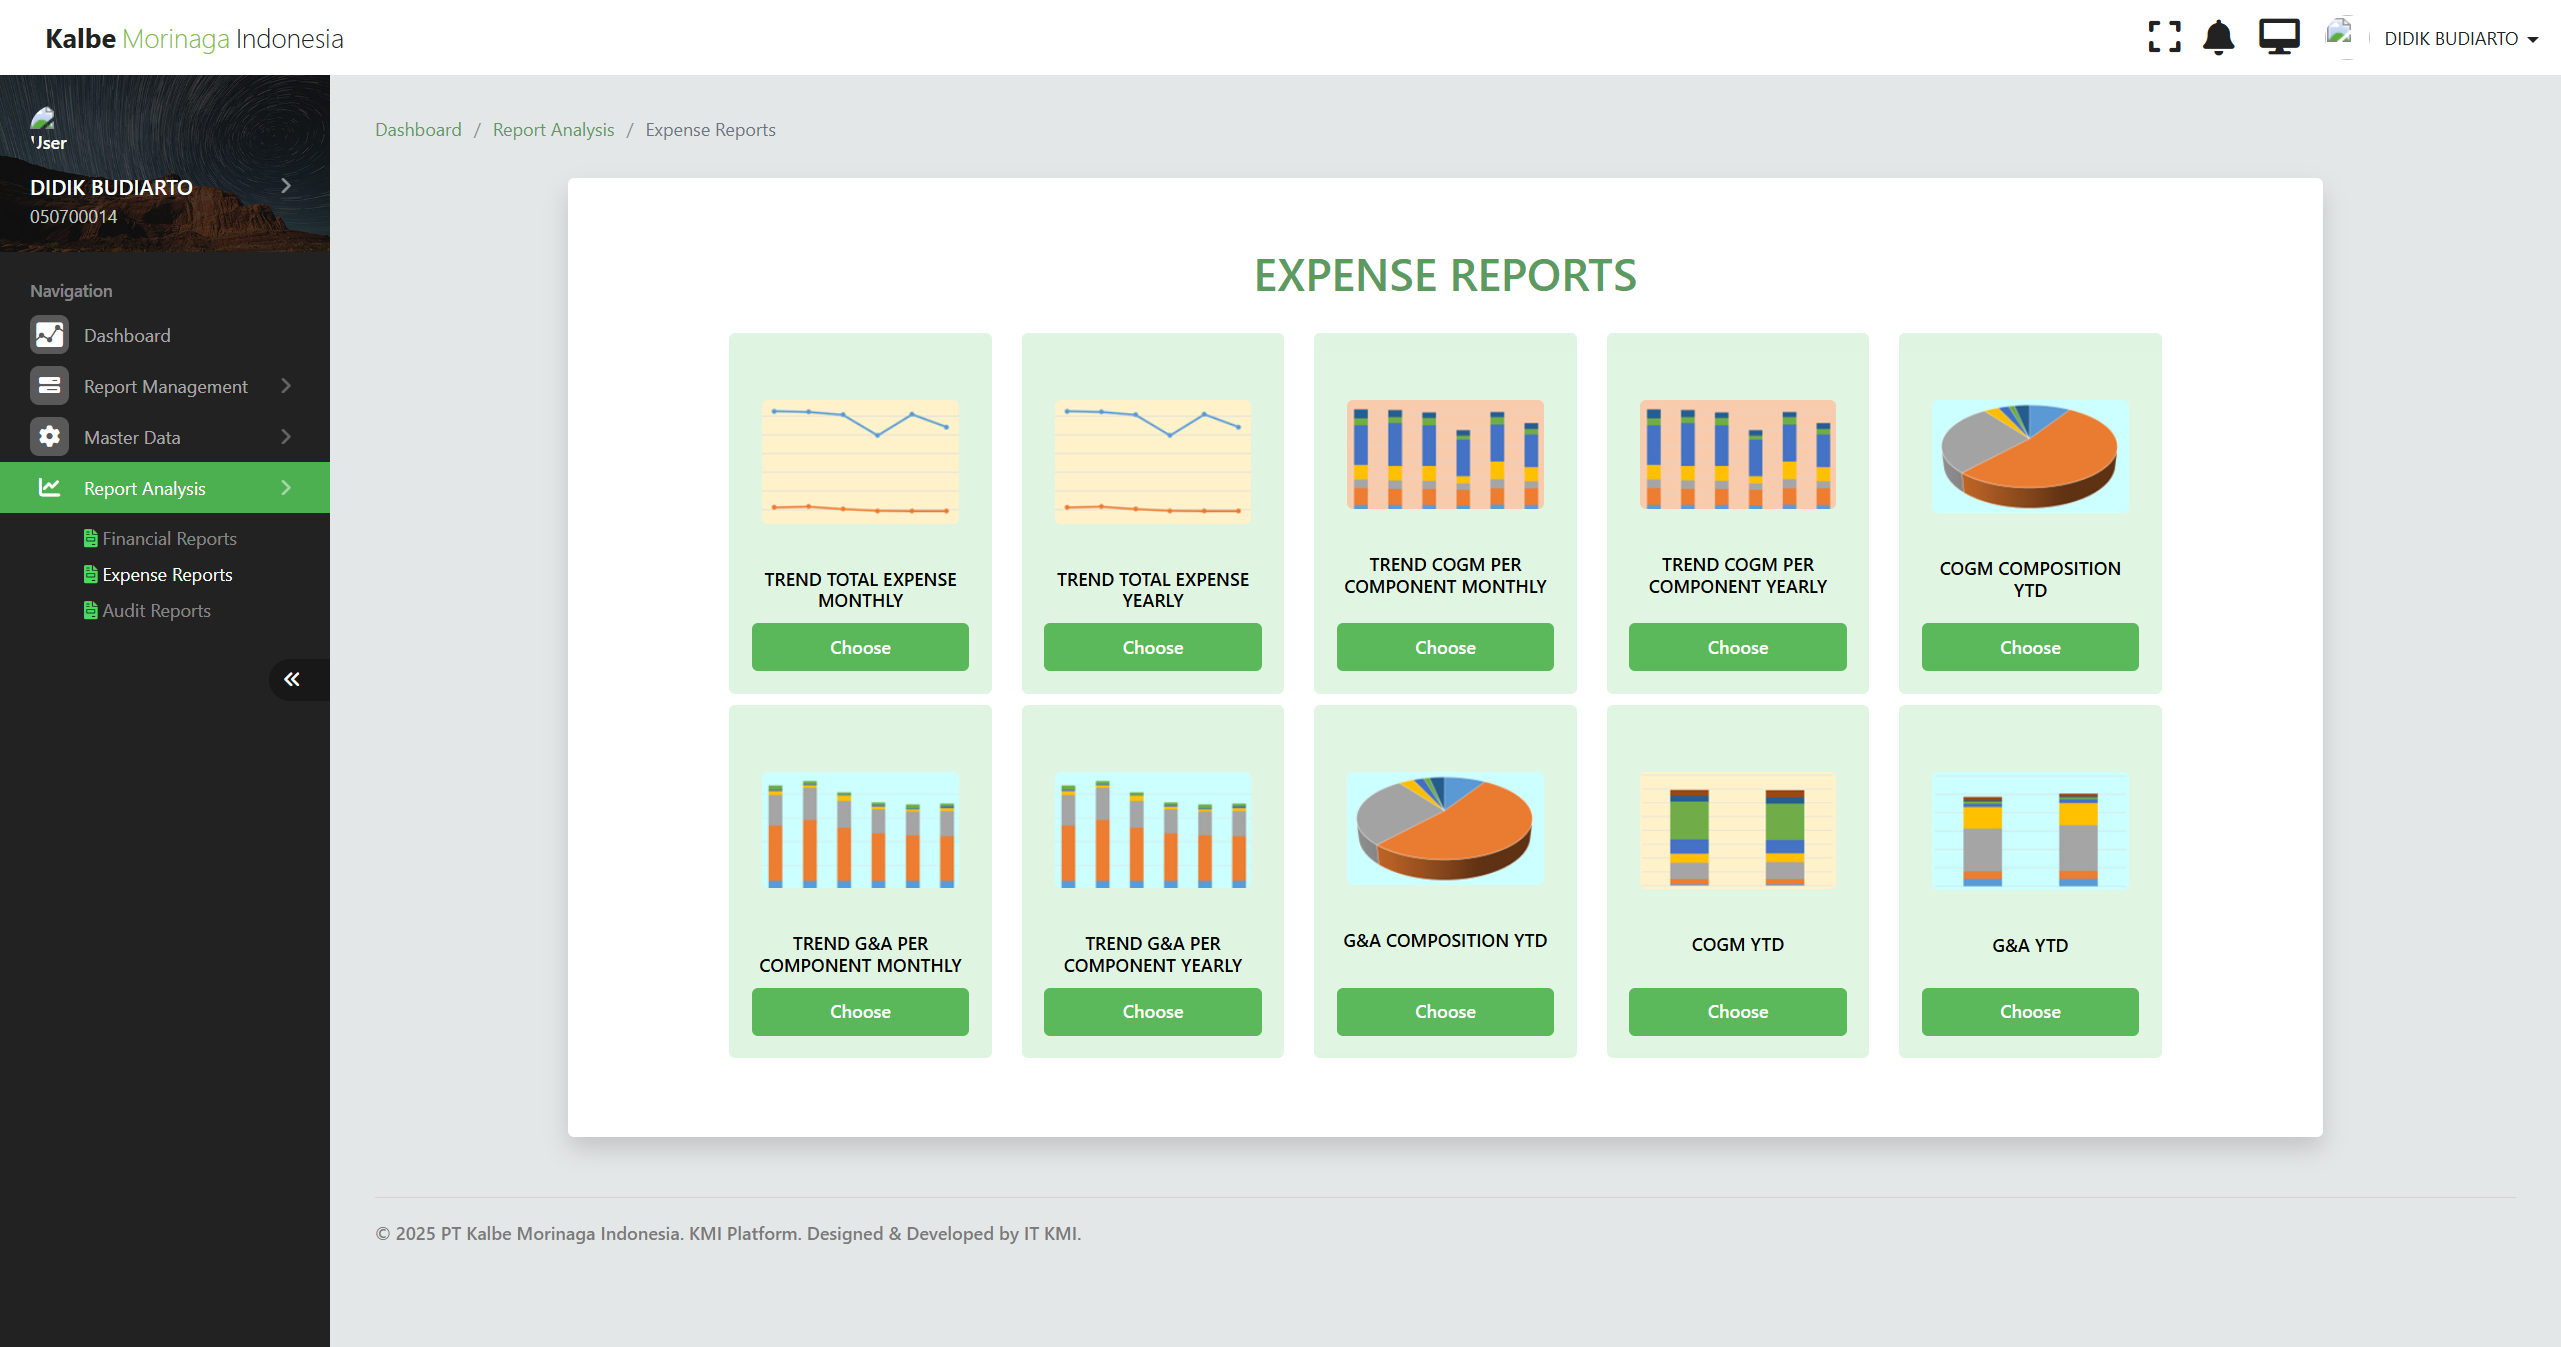 Kalbe Morinaga Indonesia
DIDIK BUDIARTO
User
DIDIK BUDIARTO
050700014
Navigation
Dashboard
Report Management
Master Data
Report Analysis
Financial Reports
Expense Reports
Audit Reports
Dashboard / Report Analysis / Expense Reports
EXPENSE REPORTS
TREND TOTAL EXPENSE
MONTHLY
Choose
TREND TOTAL EXPENSE
YEARLY
Choose
TREND COGM PER
COMPONENT MONTHLY
Choose
TREND COGM PER
COMPONENT YEARLY
Choose
COGM COMPOSITION
YTD
Choose
TREND G&A PER
COMPONENT MONTHLY
Choose
TREND G&A PER
COMPONENT YEARLY
Choose
G&A COMPOSITION YTD
Choose
COGM YTD
Choose
G&A YTD
Choose
© 2025 PT Kalbe Morinaga Indonesia. KMI Platform. Designed & Developed by IT KMI.